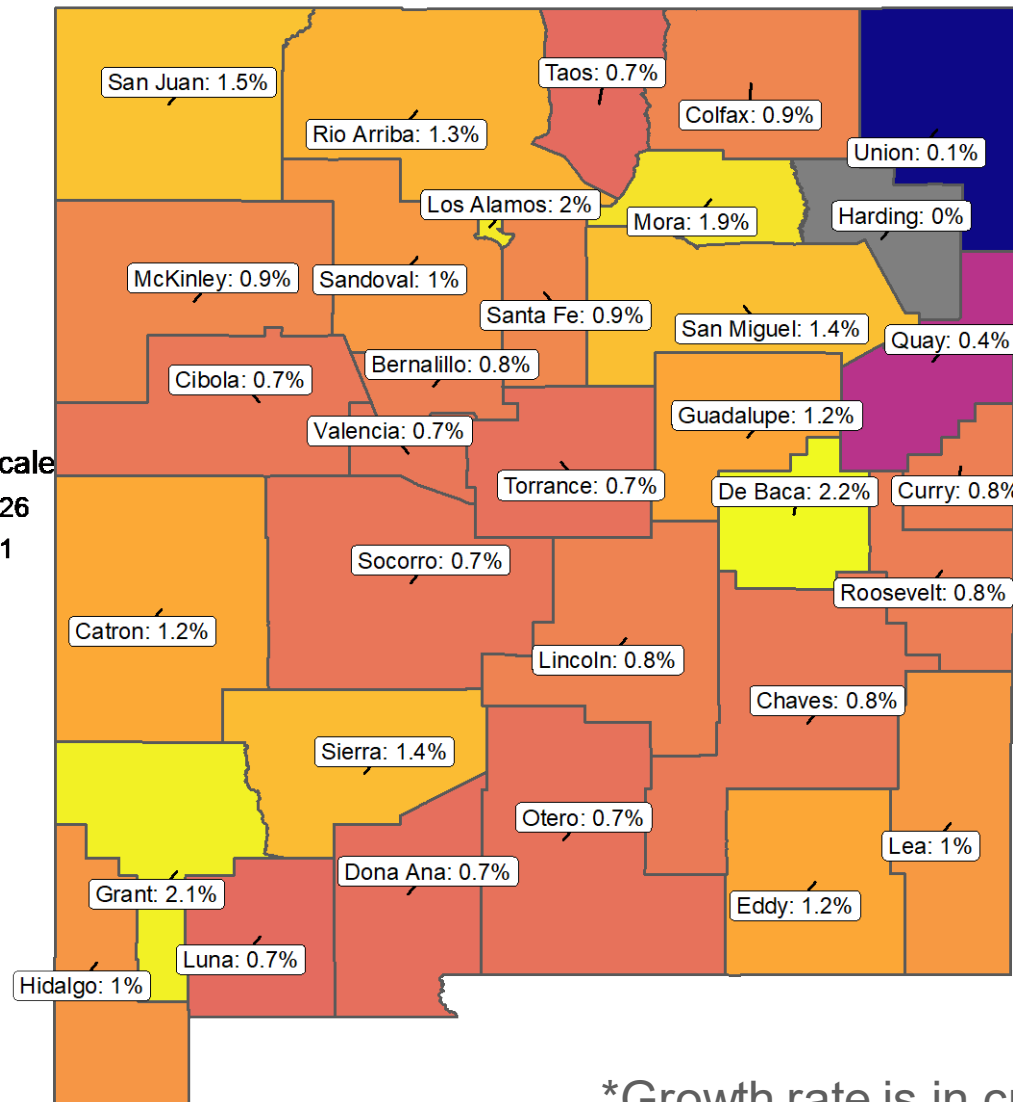 Taos: 0.7%
San Juan: 1.5%
Colfax: 0.9%
Rio Arriba: 1.3%
Union: 0.1%
Los Alamos: 2%
Mora: 1.9%
Harding: 0%
McKinley: 0.9%
Sandoval: 1%
Santa Fe: 0.9%
San Miguel: 1.4%
Quay: 0.4%
Bernalillo: 0.8%
Cibola: 0.7%
Guadalupe: 1.2%
Valencia: 0.7%
cale
Torrance: 0.7%
De Baca: 2.2%
Curry: 0.8%
26
1
Socorro: 0.7%
Roosevelt: 0.8%
Catron: 1.2%
Lincoln: 0.8%
Chaves: 0.8%
Sierra: 1.4%
Otero: 0.7%
Lea: 1%
Dona Ana: 0.7%
Grant: 2.1%
Eddy: 1.2%
Luna: 0.7%
Hidalgo: 1%
*Growth rate is in